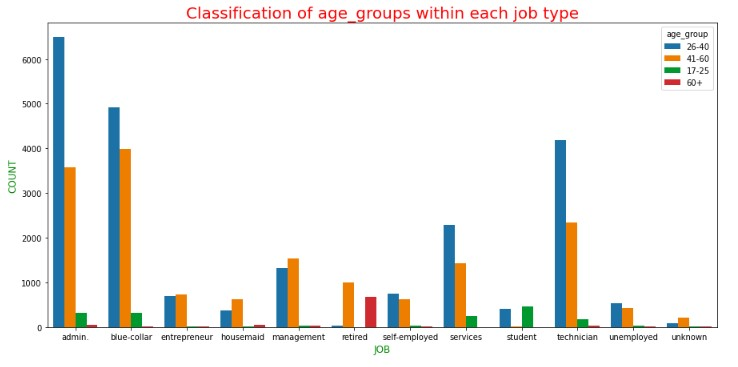 Classification of age_groups within each job type
age_group
26-40
41-60
17-25
60+
COUNT
6000
5000
4000
3000
2000
1000
0
admin. blue-collar entrepreneur housemaid management retired self-employed services student technician unemployed unknown
JOB